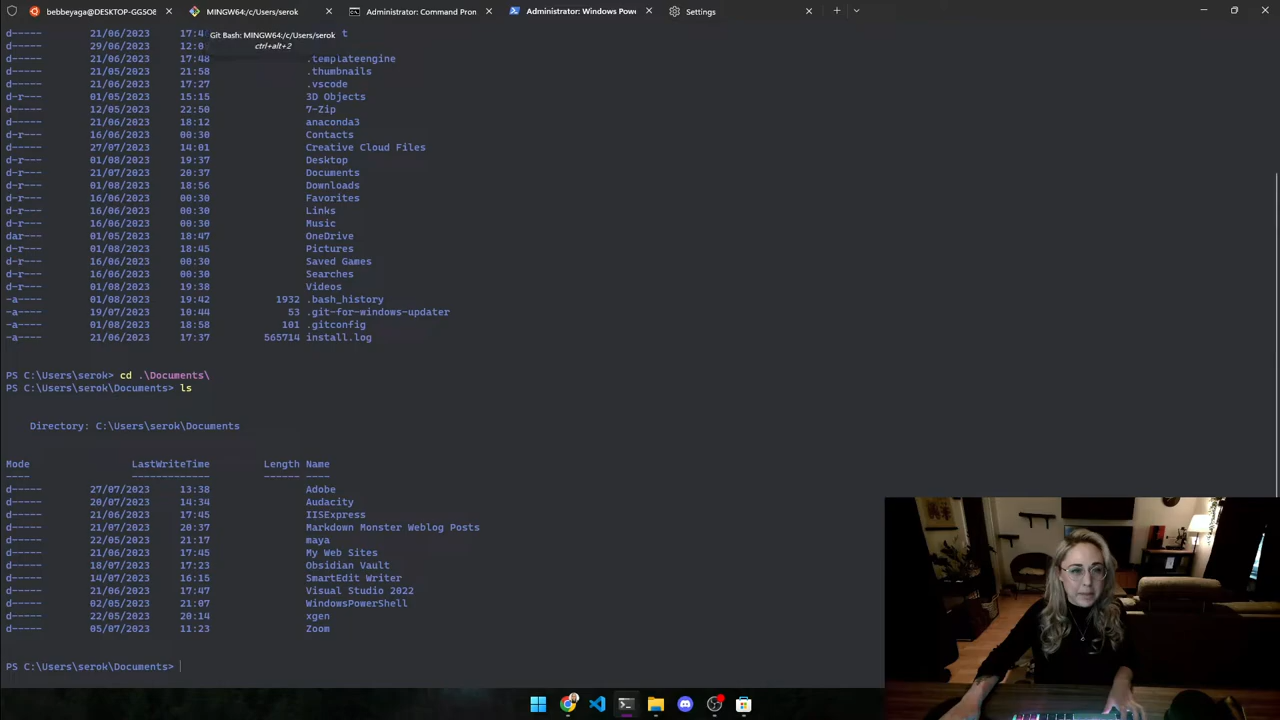 bebbeyaga@DESKTOP-GG5O8
MINGW64:/c/Users/serok
Administrator: Command Pron
Administrator: Windows Pow
Settings
Git Bash: MINGW64:/c/Users/serok
ctrl+alt+2
d----- 21/06/2023 17:4 t
d----- 29/06/2023 12:0
d----- 21/06/2023 17:48 .templateengine
d----- 21/05/2023 21:58 .thumbnails
d----- 21/06/2023 17:27 .vscode
d-r--- 01/05/2023 15:15 3D Objects
d----- 12/05/2023 22:50 7-Zip
d----- 21/06/2023 18:12 anaconda3
d-r--- 16/06/2023 00:30 Contacts
d----- 27/07/2023 14:01 Creative Cloud Files
d-r--- 01/08/2023 19:37 Desktop
d-r--- 21/07/2023 20:37 Documents
d-r--- 01/08/2023 18:56 Downloads
d-r--- 16/06/2023 00:30 Favorites
d-r--- 16/06/2023 00:30 Links
d-r--- 16/06/2023 00:30 Music
dar--- 01/05/2023 18:47 OneDrive
d-r--- 01/08/2023 18:45 Pictures
d-r--- 16/06/2023 00:30 Saved Games
d-r--- 16/06/2023 00:30 Searches
d-r--- 01/08/2023 19:38 Videos
-a---- 01/08/2023 19:42 1932 .bash_history
-a---- 19/07/2023 10:44 53 .git-for-windows-updater
-a---- 01/08/2023 18:58 101 .gitconfig
-a---- 21/06/2023 17:37 565714 install.log
PS C:\Users\serok> cd .\Documents\
PS C:\Users\serok\Documents> ls
Directory: C:\Users\serok\Documents
Mode LastWriteTime Length Name
---- ------------- ------ ----
d----- 27/07/2023 13:38 Adobe
d----- 20/07/2023 14:34 Audacity
d----- 21/06/2023 17:45 IISExpress
d----- 21/07/2023 20:37 Markdown Monster Weblog Posts
d----- 22/05/2023 21:17 maya
d----- 21/06/2023 17:45 My Web Sites
d----- 18/07/2023 17:23 Obsidian Vault
d----- 14/07/2023 16:15 SmartEdit Writer
d----- 21/06/2023 17:47 Visual Studio 2022
d----- 02/05/2023 21:07 WindowsPowerShell
d----- 22/05/2023 20:14 xgen
d----- 05/07/2023 11:23 Zoom
PS C:\Users\serok\Documents>